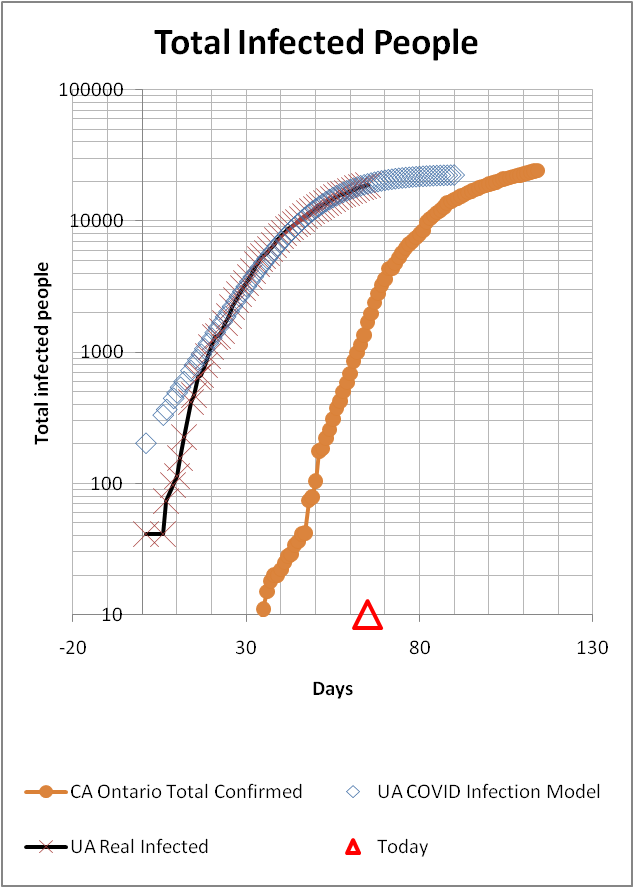 Total Infected People
100000
10000
1000
100
10
-20 30 80 130
Total infected people
Days
CA Ontario Total Confirmed
UA COVID Infection Model
UA Real Infected
Today